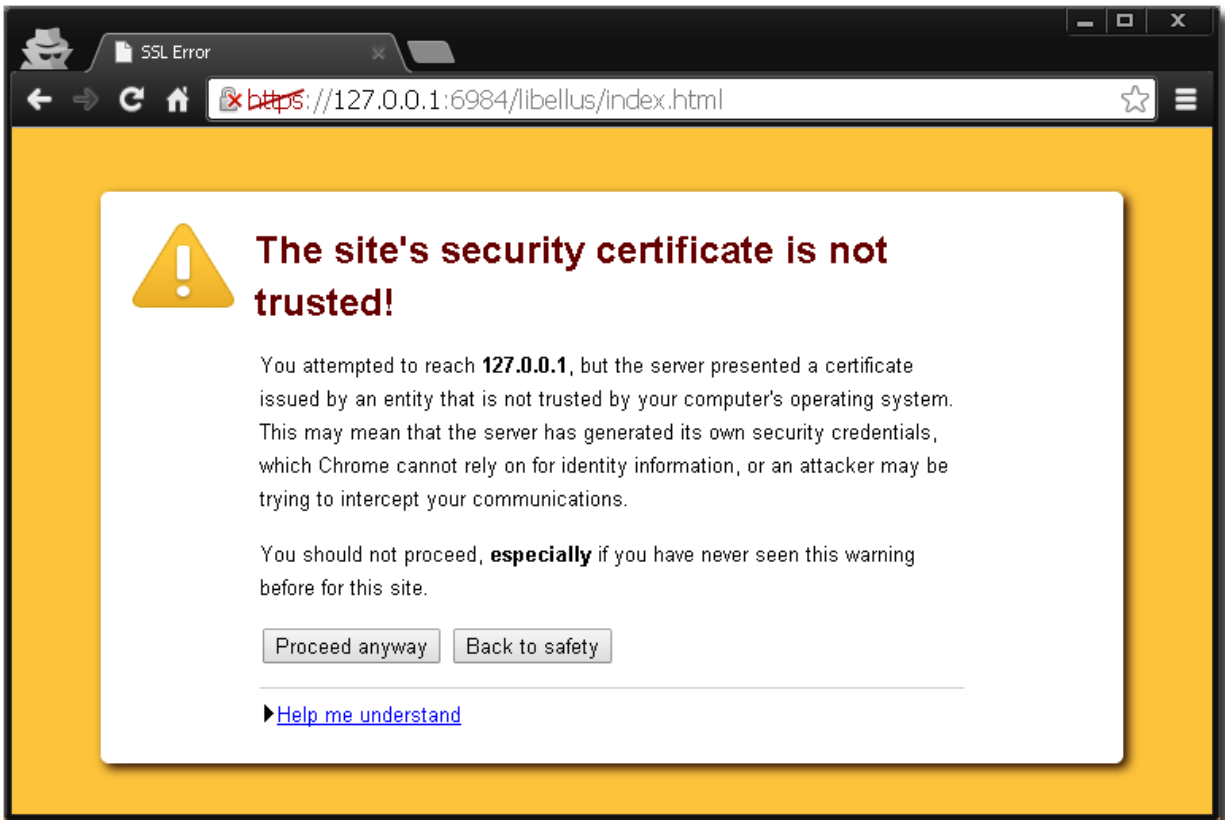 SSL Error
https://127.0.0.1:6984/libellus/index.html
The site's security certificate is not
trusted!
You attempted to reach 127.0.0.1, but the server presented a certificate
issued by an entity that is not trusted by your computer's operating system.
This may mean that the server has generated its own security credentials,
which Chrome cannot rely on for identity information, or an attacker may be
trying to intercept your communications.
You should not proceed, especially if you have never seen this warning
before for this site.
Proceed anyway Back to safety
Help me understand